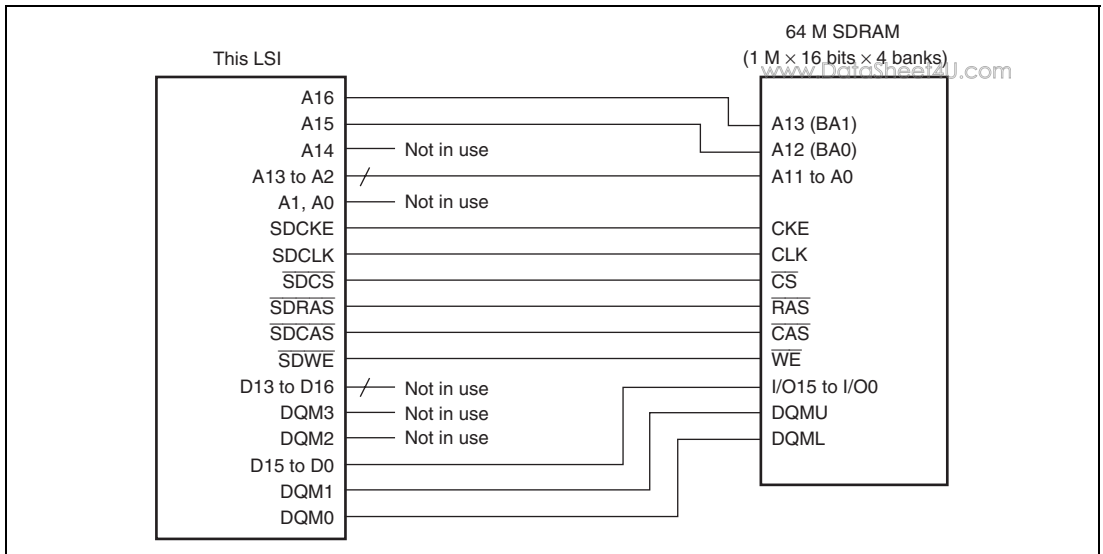 64 M SDRAM
This LSI
(1 M × 16 bits × 4 banks)
www.DataSheet4U.com
A16
A15
A14
Not in use
A13 to A2
A1, A0
Not in use
SDCKE
SDCLK
SDCS
SDRAS
SDCAS
SDWE
D13 to D16
Not in use
DQM3
Not in use
DQM2
Not in use
D15 to D0
DQM1
DQM0
A13 (BA1)
A12 (BA0)
A11 to A0
CKE
CLK
CS
RAS
CAS
WE
I/O15 to I/O0
DQMU
DQML